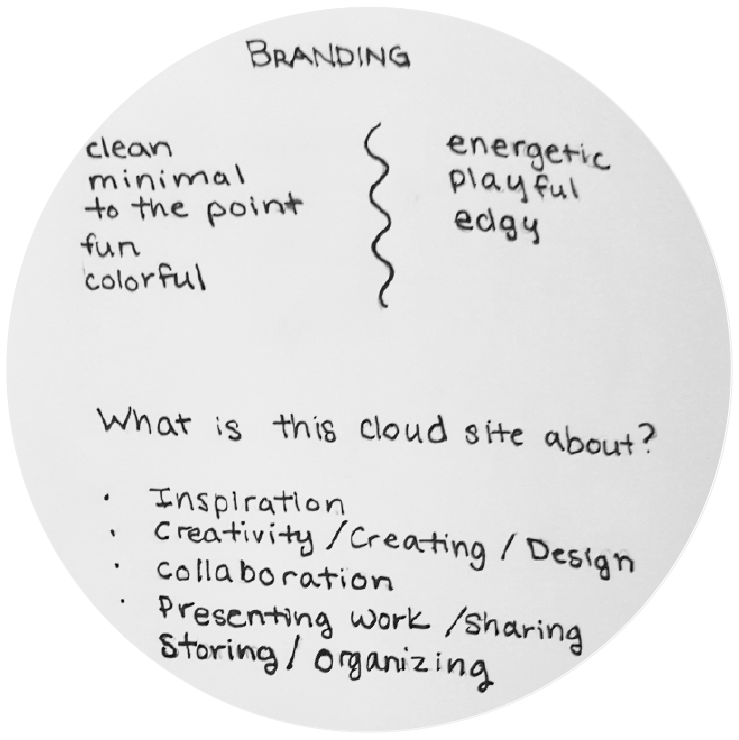 BRANDING
clean
minimal
to the point
fun
colorful
energetic
playful
edgy
What is this cloud site about?
· Inspiration
· Creativity / Creating / Design
· collaboration
· Presenting work / Sharing
Storing / organizing